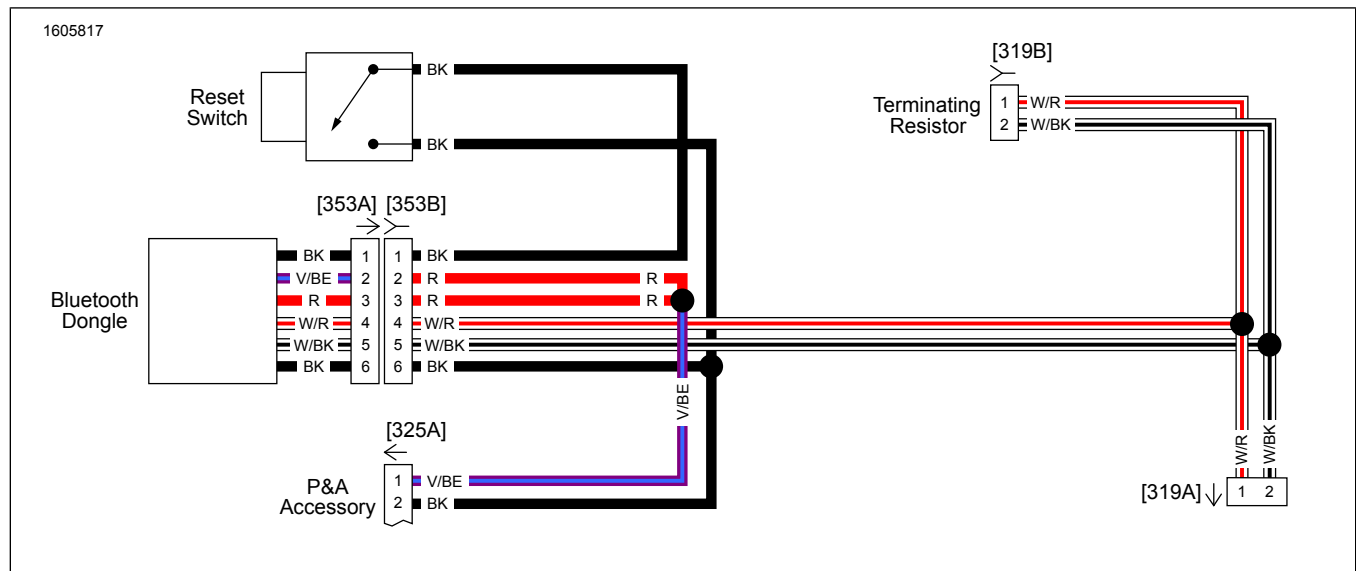 1605817
Reset
Switch
BK
BK
[319B]
Terminating
Resistor
1 W/R
2 W/BK
[353A] [353B]
Bluetooth
Dongle
BK 1 1 BK
V/BE 2 2 R R
R 3 3 R R
W/R 4 4 W/R
W/BK 5 5 W/BK
BK 6 6 BK
V/BE
[325A]
P&A
Accessory
1 V/BE
2 BK
W/R
W/BK
[319A] 1 2